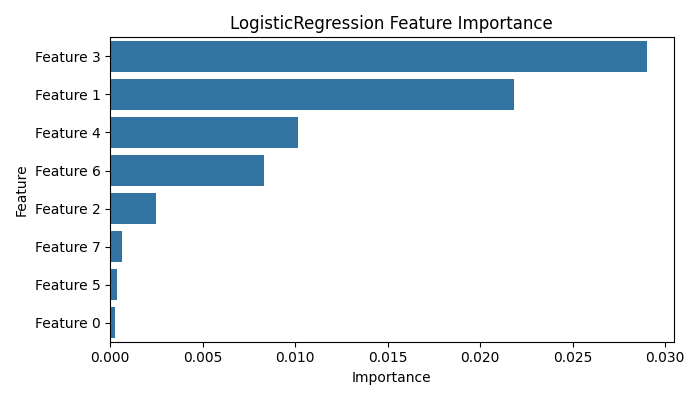 LogisticRegression Feature Importance
Feature
Feature 3
Feature 1
Feature 4
Feature 6
Feature 2
Feature 7
Feature 5
Feature 0
0.000 0.005 0.010 0.015 0.020 0.025 0.030
Importance